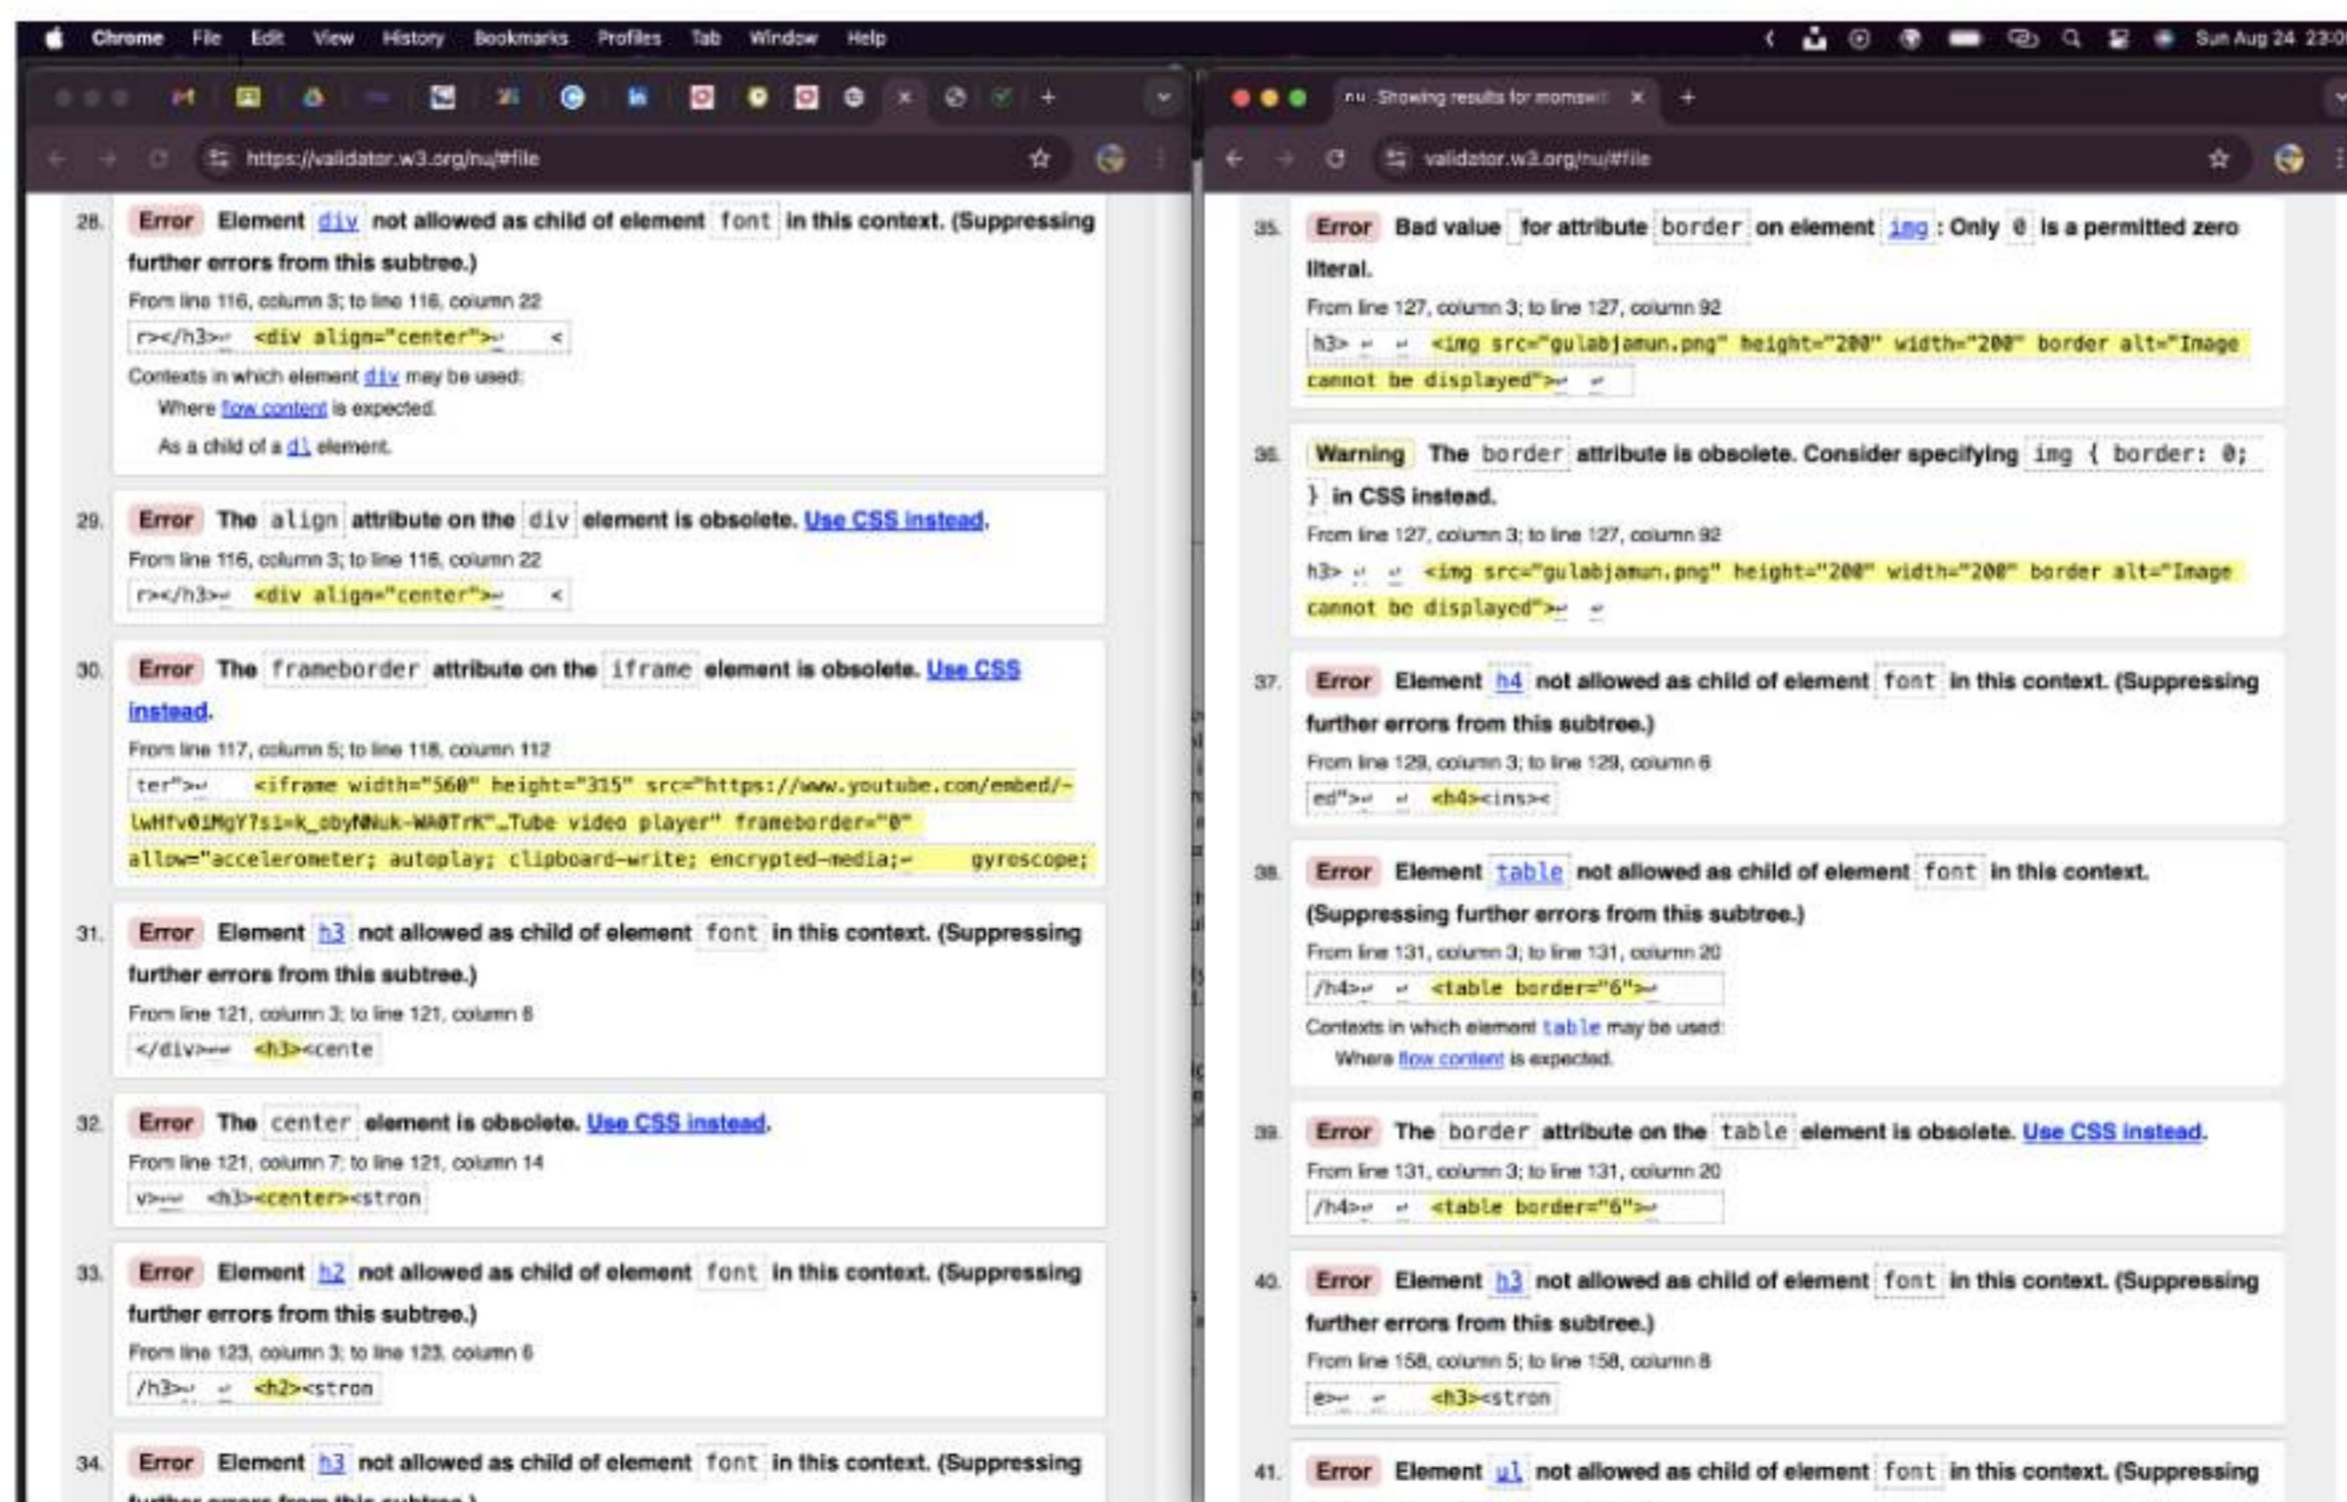 Chrome File Edit View History Bookmarks Profiles Tab Window Help
Sun Aug 24 23:0
https://validator.w3.org/nu/#file
28. Error Element div not allowed as child of element font in this context. (Suppressing
further errors from this subtree.)
From line 116, column 3; to line 116, column 22
r></h3>↩ <div align="center">↩ <
Contexts in which element div may be used:
Where flow content is expected.
As a child of a dl element.
29. Error The align attribute on the div element is obsolete. Use CSS instead.
From line 116, column 3; to line 116, column 22
r></h3>↩ <div align="center">↩ <
30. Error The frameborder attribute on the iframe element is obsolete. Use CSS
instead.
From line 117, column 5; to line 118, column 112
ter">↩ <iframe width="560" height="315" src="https://www.youtube.com/embed/-
…Tube video player" frameborder="0"
allow="accelerometer; autoplay; clipboard-write; encrypted-media;↩ gyroscope;
31. Error Element h3 not allowed as child of element font in this context. (Suppressing
further errors from this subtree.)
From line 121, column 3; to line 121, column 6
</div>↩↩ <h3><cente
32. Error The center element is obsolete. Use CSS instead.
From line 121, column 7; to line 121, column 14
v>↩↩ <h3><center><stron
33. Error Element h2 not allowed as child of element font in this context. (Suppressing
further errors from this subtree.)
From line 123, column 3; to line 123, column 6
/h3>↩ ↩ <h2><stron
34. Error Element h3 not allowed as child of element font in this context. (Suppressing
further errors from this subtree.)
nu Showing results for momswit
validator.w3.org/nu/#file
35. Error Bad value for attribute border on element img: Only 0 is a permitted zero
literal.
From line 127, column 3; to line 127, column 92
h3> ↩ ↩ <img src="gulabjamun.png" height="200" width="200" border alt="Image
cannot be displayed">↩ ↩
36. Warning The border attribute is obsolete. Consider specifying img { border: 0;
} in CSS instead.
From line 127, column 3; to line 127, column 92
h3> ↩ ↩ <img src="gulabjamun.png" height="200" width="200" border alt="Image
cannot be displayed">↩ ↩
37. Error Element h4 not allowed as child of element font in this context. (Suppressing
further errors from this subtree.)
From line 129, column 3; to line 129, column 6
ed">↩ ↩ <h4><ins><
38. Error Element table not allowed as child of element font in this context.
(Suppressing further errors from this subtree.)
From line 131, column 3; to line 131, column 20
/h4>↩ ↩ <table border="6">↩
Contexts in which element table may be used:
Where flow content is expected.
39. Error The border attribute on the table element is obsolete. Use CSS instead.
From line 131, column 3; to line 131, column 20
/h4>↩ ↩ <table border="6">↩
40. Error Element h3 not allowed as child of element font in this context. (Suppressing
further errors from this subtree.)
From line 158, column 5; to line 158, column 8
e>↩ ↩ <h3><stron
41. Error Element ul not allowed as child of element font in this context. (Suppressing